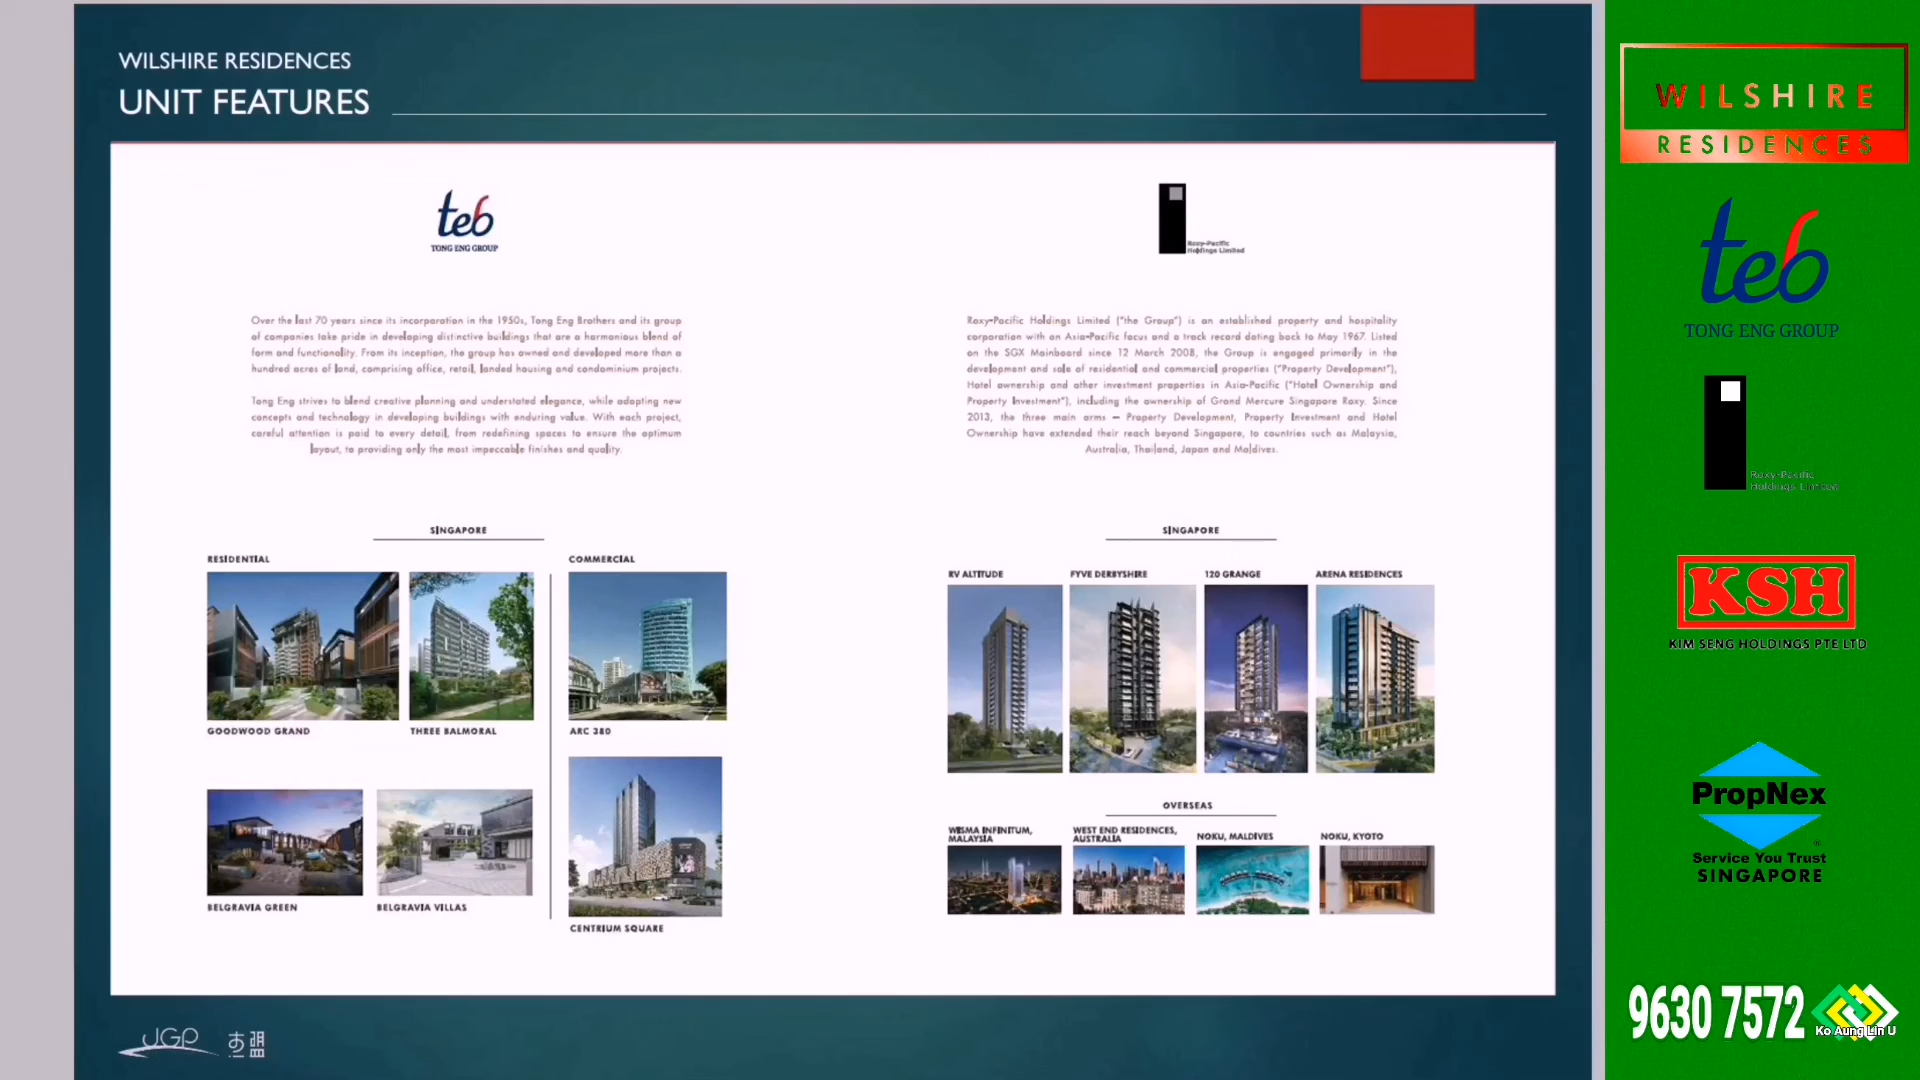 WILSHIRE RESIDENCES
UNIT FEATURES
teb
TONG ENG GROUP
Over the last 70 years since its incorporation in the 1950s, Tong Eng Brothers and its group
of companies take pride in developing distinctive buildings that are a harmonious blend of
form and functionality. From its inception, the group has owned and developed more than a
hundred acres of land, comprising office, retail, landed housing and condominium projects.
Tong Eng strives to blend creative planning and understated elegance, while adopting new
concepts and technology in developing buildings with enduring value. With each project,
careful attention is paid to every detail, from redefining spaces to ensure the optimum
layout, to providing only the most impeccable finishes and quality.
SINGAPORE
RESIDENTIAL
COMMERCIAL
GOODWOOD GRAND
THREE BALMORAL
ARC 380
BELGRAVIA GREEN
BELGRAVIA VILLAS
CENTRIUM SQUARE
Roxy-Pacific
Holdings Limited
Roxy-Pacific Holdings Limited ("the Group") is an established property and hospitality
corporation with an Asia-Pacific focus and a track record dating back to May 1967. Listed
on the SGX Mainboard since 12 March 2008, the Group is engaged primarily in the
development and sale of residential and commercial properties ("Property Development"),
Hotel ownership and other investment properties in Asia-Pacific ("Hotel Ownership and
Property Investment"), including the ownership of Grand Mercure Singapore Roxy. Since
2013, the three main arms – Property Development, Property Investment and Hotel
Ownership have extended their reach beyond Singapore, to countries such as Malaysia,
Australia, Thailand, Japan and Maldives.
SINGAPORE
RV ALTITUDE
FYVE DERBYSHIRE
120 GRANGE
ARENA RESIDENCES
OVERSEAS
WISMA INFINITUM,
MALAYSIA
WEST END RESIDENCES,
AUSTRALIA
NOKU, MALDIVES
NOKU, KYOTO
JGP
WILSHIRE
RESIDENCES
teb
TONG ENG GROUP
Roxy-Pacific
Holdings Limited
KSH
KIM SENG HOLDINGS PTE LTD
PropNex
Service You Trust
SINGAPORE
9630 7572
Ko Aung Lin U